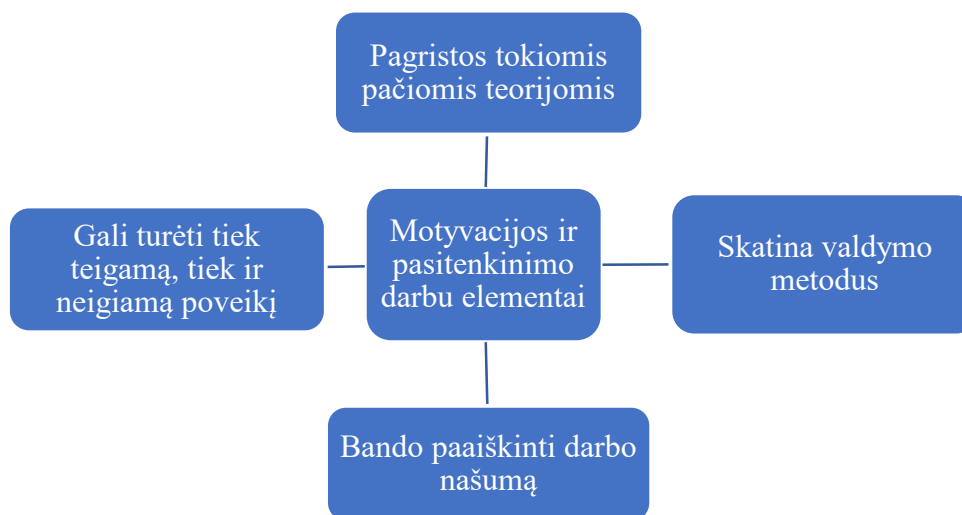 Pagristos tokiomis
pačiomis teorijomis
Gali turėti tiek
teigamą, tiek ir
neigiamą poveikį
Motyvacijos ir
pasitenkinimo
darbu elementai
Skatina valdymo
metodus
Bando paaiškinti darbo
našumą